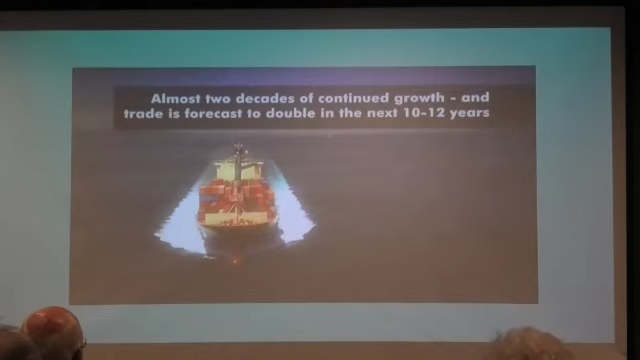 Almost two decades of continued growth - and
trade is forecast to double in the next 10-12 years